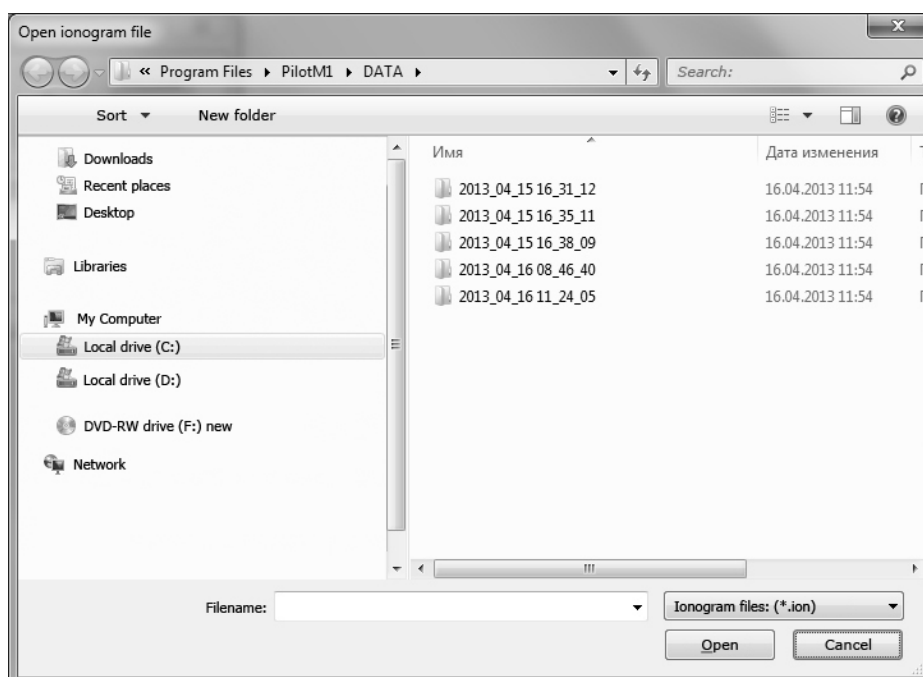 Open ionogram file
« Program Files PilotM1 DATA
Search:
Sort New folder
Downloads
Recent places
Desktop
Libraries
My Computer
Local drive (C:)
Local drive (D:)
DVD-RW drive (F:) new
Network
Имя Дата изменения
2013_04_15 16_31_12 16.04.2013 11:54
2013_04_15 16_35_11 16.04.2013 11:54
2013_04_15 16_38_09 16.04.2013 11:54
2013_04_16 08_46_40 16.04.2013 11:54
2013_04_16 11_24_05 16.04.2013 11:54
Filename:
Ionogram files: (*.ion)
Open Cancel